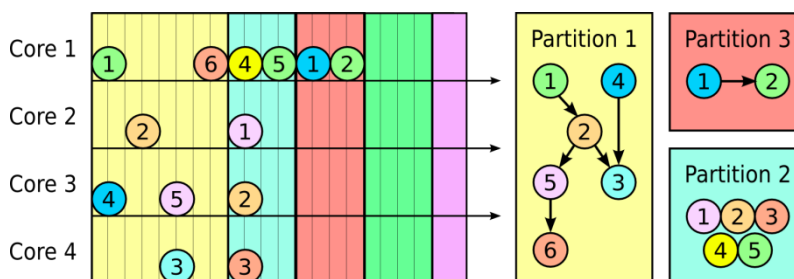 Core 1
1 6 4 5 1 2
Core 2
2 1
Core 3
4 5 2
Core 4
3 3
Partition 1
1 4
2
5 3
6
Partition 3
1 2
Partition 2
1 2 3
4 5